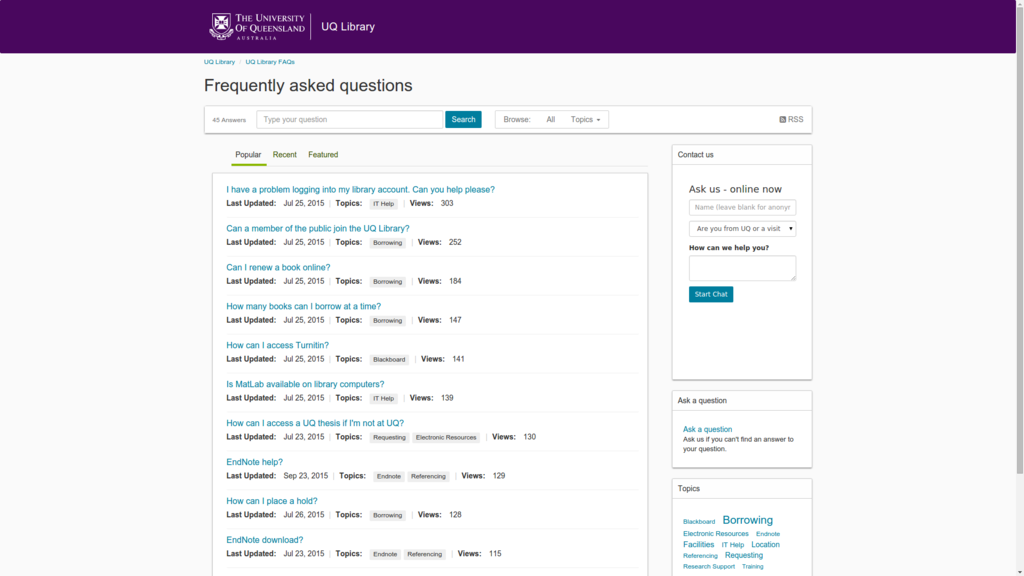 THE UNIVERSITY
OF QUEENSLAND
AUSTRALIA
UQ Library
UQ Library / UQ Library FAQs
Frequently asked questions
45 Answers Type your question Search Browse: All Topics RSS
Popular Recent Featured
I have a problem logging into my library account. Can you help please?
Last Updated: Jul 25, 2015 | Topics: IT Help | Views: 303
Can a member of the public join the UQ Library?
Last Updated: Jul 25, 2015 | Topics: Borrowing | Views: 252
Can I renew a book online?
Last Updated: Jul 25, 2015 | Topics: Borrowing | Views: 184
How many books can I borrow at a time?
Last Updated: Jul 25, 2015 | Topics: Borrowing | Views: 147
How can I access Turnitin?
Last Updated: Jul 25, 2015 | Topics: Blackboard | Views: 141
Is MatLab available on library computers?
Last Updated: Jul 25, 2015 | Topics: IT Help | Views: 139
How can I access a UQ thesis if I'm not at UQ?
Last Updated: Jul 23, 2015 | Topics: Requesting Electronic Resources | Views: 130
EndNote help?
Last Updated: Sep 23, 2015 | Topics: Endnote Referencing | Views: 129
How can I place a hold?
Last Updated: Jul 26, 2015 | Topics: Borrowing | Views: 128
EndNote download?
Last Updated: Jul 23, 2015 | Topics: Endnote Referencing | Views: 115
Contact us
Ask us - online now
Name (leave blank for anonyr
Are you from UQ or a visit
How can we help you?
Start Chat
Ask a question
Ask a question
Ask us if you can't find an answer to
your question.
Topics
Blackboard Borrowing
Electronic Resources Endnote
Facilities IT Help Location
Referencing Requesting
Research Support Training